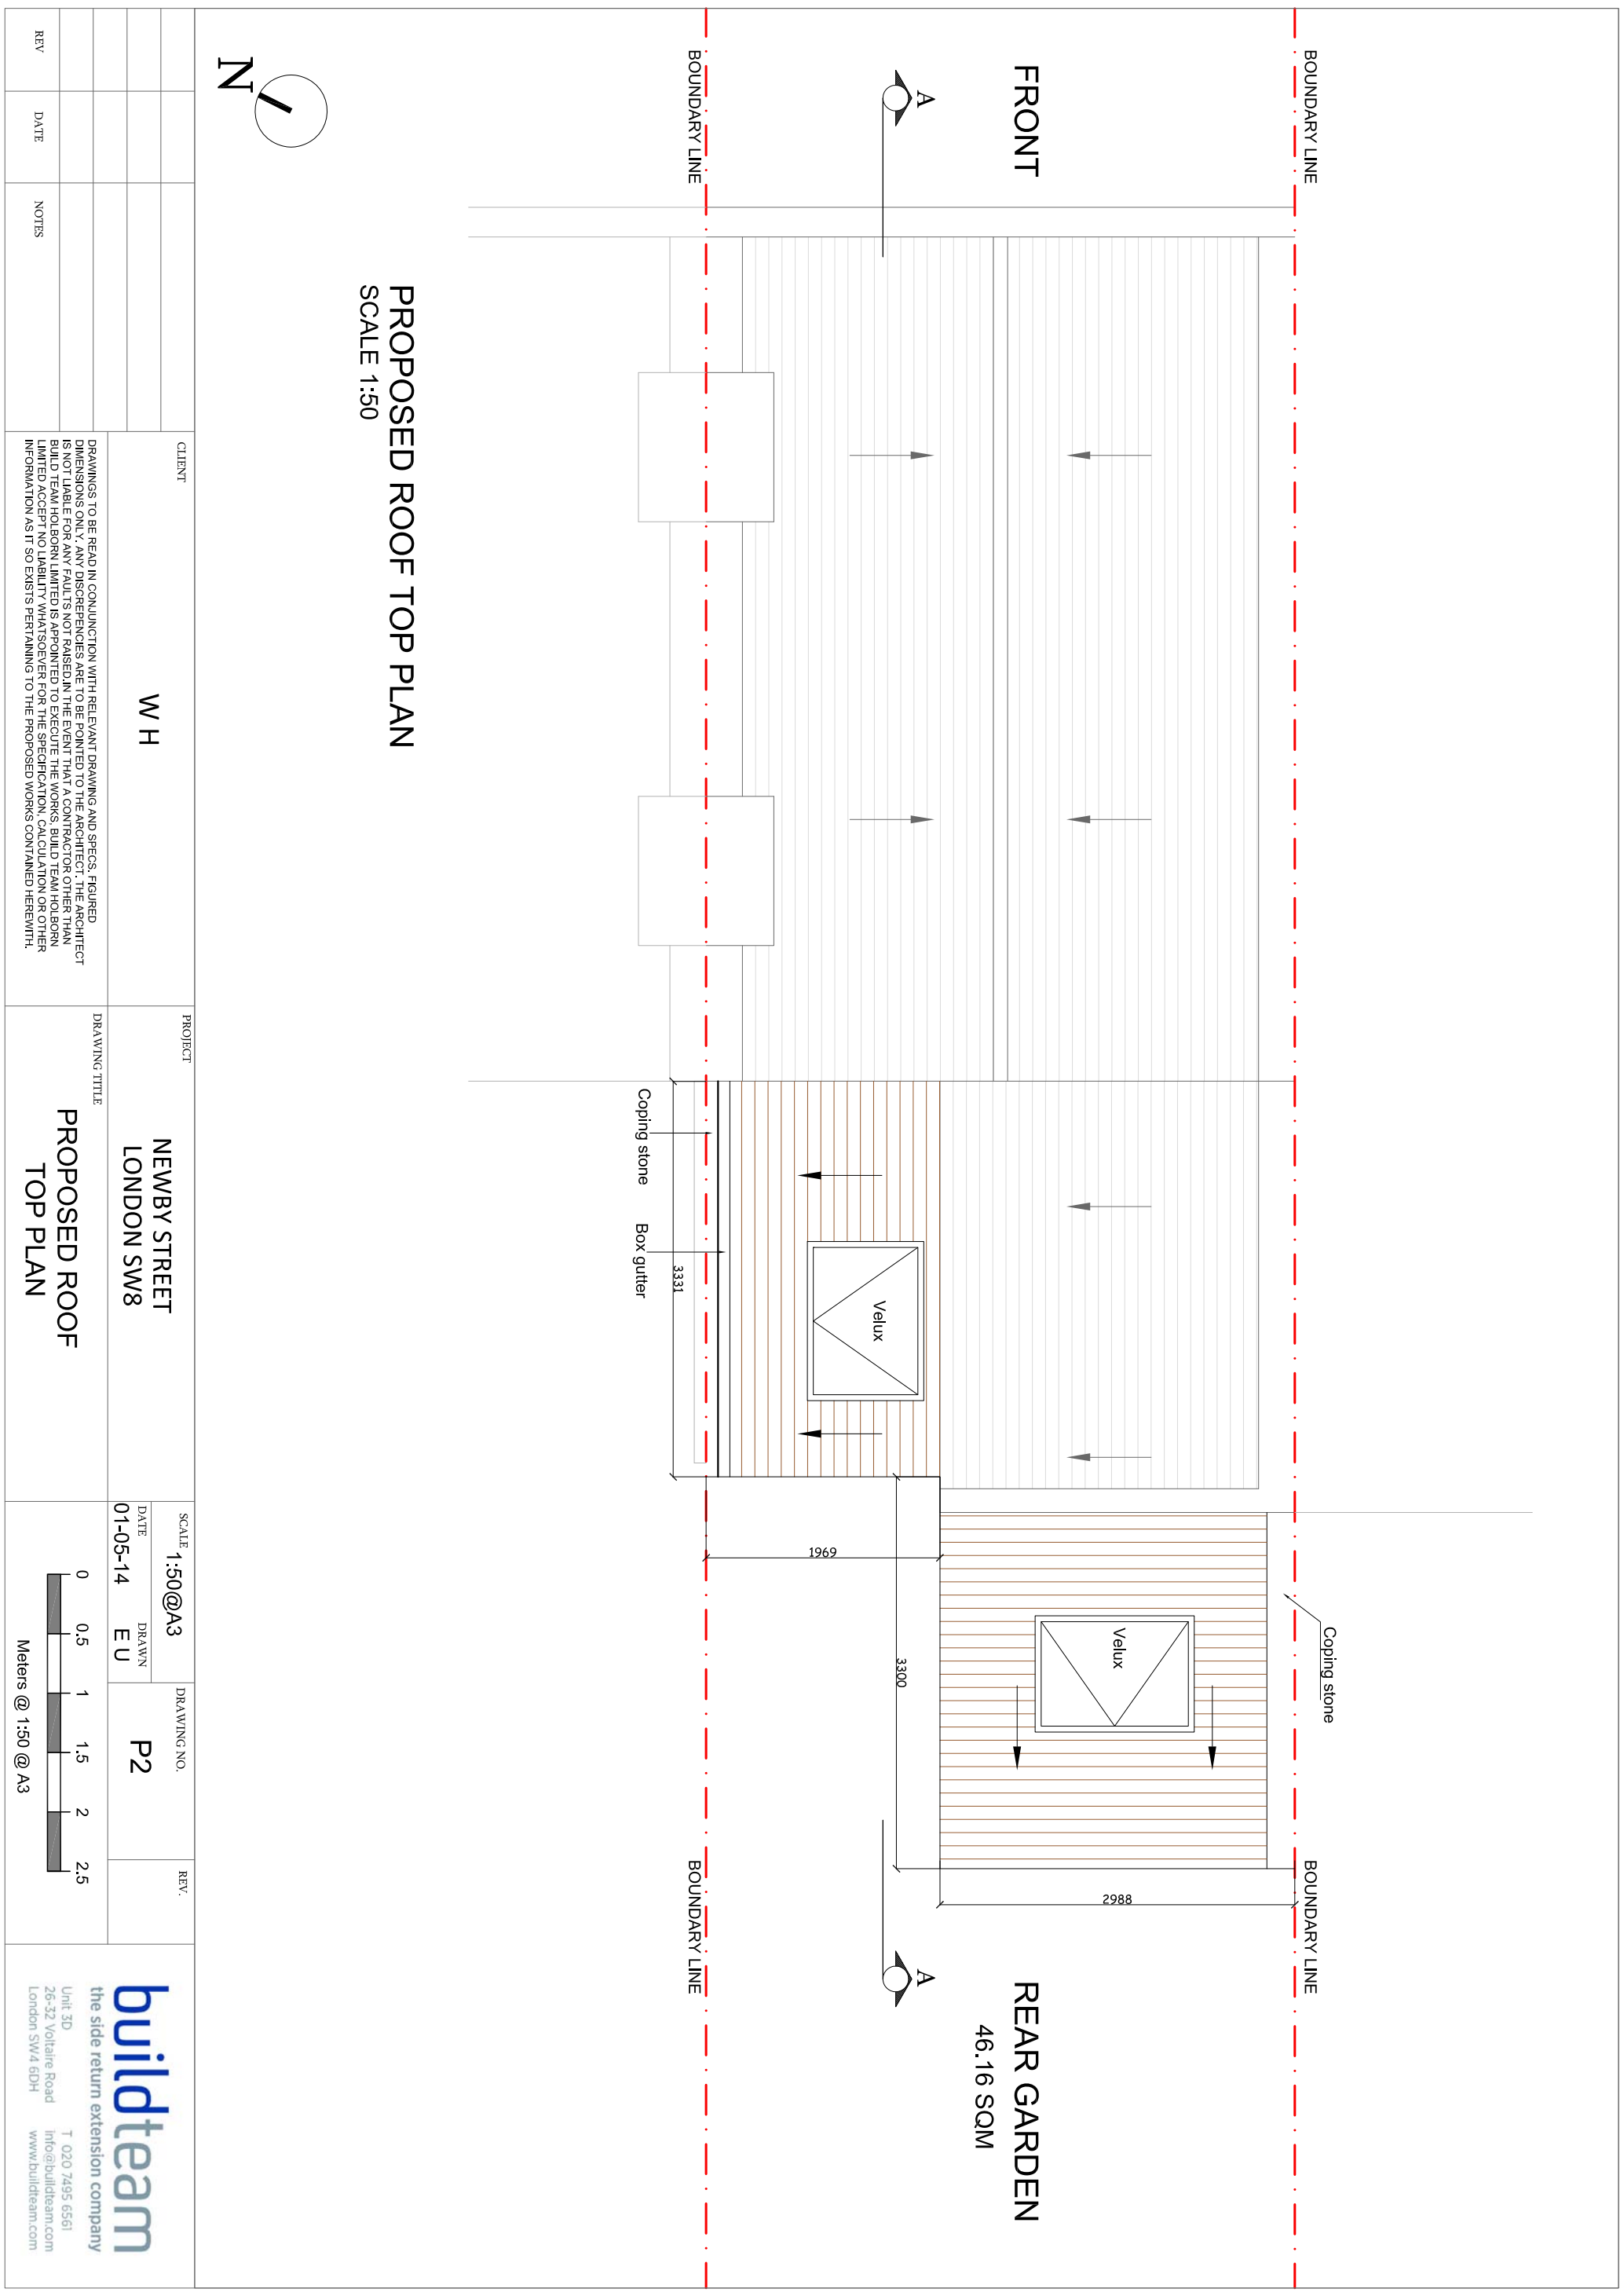 BOUNDARY LINE
BOUNDARY LINE
Coping stone
FRONT
REAR GARDEN
46.16 SQM
A
A
2988
Velux
3300
1969
Velux
BOUNDARY LINE
BOUNDARY LINE
3331
Coping stone
Box gutter
PROPOSED ROOF TOP PLAN
SCALE 1:50
N
REV
DATE
NOTES
CLIENT
W H
DRAWINGS TO BE READ IN CONJUNCTION WITH RELEVANT DRAWING AND SPECS. FIGURED
DIMENSIONS ONLY. ANY DISCREPENCIES ARE TO BE POINTED TO THE ARCHITECT. THE ARCHITECT
IS NOT LIABLE FOR ANY FAULTS NOT RAISED.IN THE EVENT THAT A CONTRACTOR OTHER THAN
BUILD TEAM HOLBORN LIMITED IS APPOINTED TO EXECUTE THE WORKS, BUILD TEAM HOLBORN
LIMITED ACCEPT NO LIABILITY WHATSOEVER FOR THE SPECIFICATION, CALCULATION OR OTHER
INFORMATION AS IT SO EXISTS PERTAINING TO THE PROPOSED WORKS CONTAINED HEREWITH.
PROJECT
NEWBY STREET
LONDON SW8
DRAWING TITLE
PROPOSED ROOF
TOP PLAN
SCALE
1:50@A3
DATE
01-05-14
DRAWN
E U
DRAWING NO.
P2
REV.
0 0.5 1 1.5 2 2.5
Meters @ 1:50 @ A3
buildteam
the side return extension company
Unit 3D T 020 7495 6561
26-32 Voltaire Road info@buildteam.com
London SW4 6DH www.buildteam.com